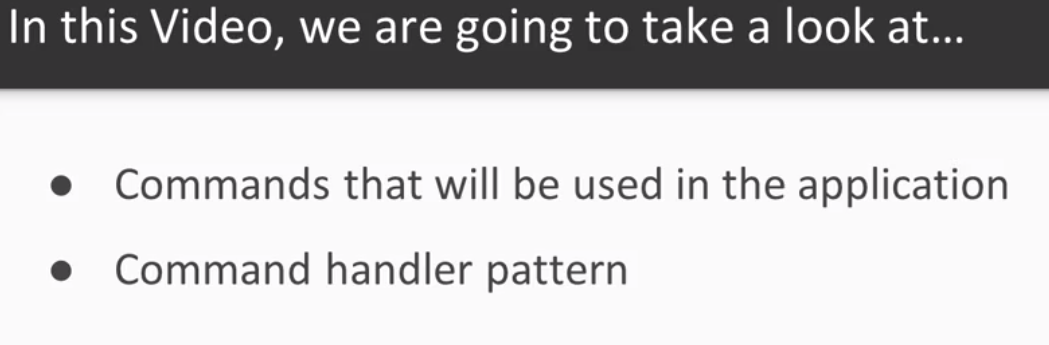 In this Video, we are going to take a look at...
● Commands that will be used in the application
● Command handler pattern